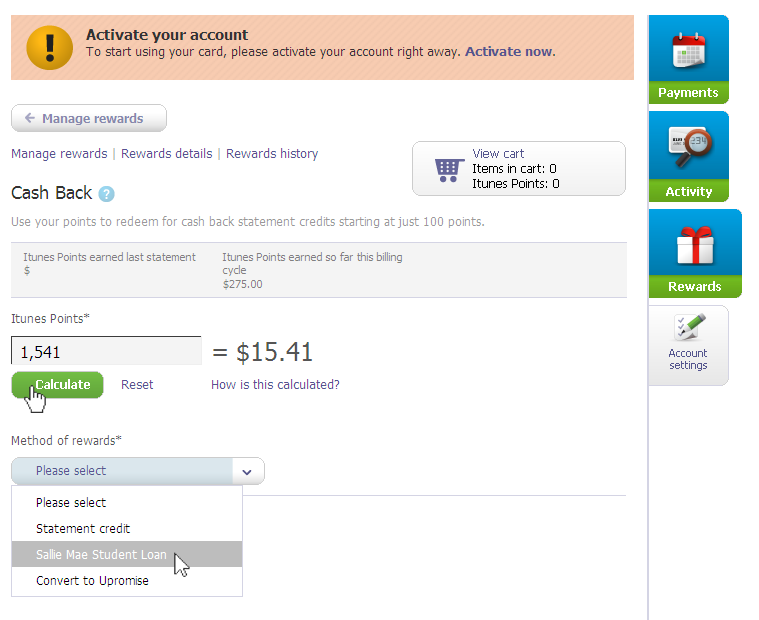 Activate your account
To start using your card, please activate your account right away. Activate now.
Manage rewards
Manage rewards | Rewards details | Rewards history
View cart
Items in cart: 0
Itunes Points: 0
Cash Back ?
Use your points to redeem for cash back statement credits starting at just 100 points.
Itunes Points earned last statement
$
Itunes Points earned so far this billing
cycle
$275.00
Itunes Points*
1,541 = $15.41
Calculate Reset How is this calculated?
Method of rewards*
Please select
Please select
Statement credit
Sallie Mae Student Loan
Convert to Upromise
Payments
Activity
Rewards
Account
settings